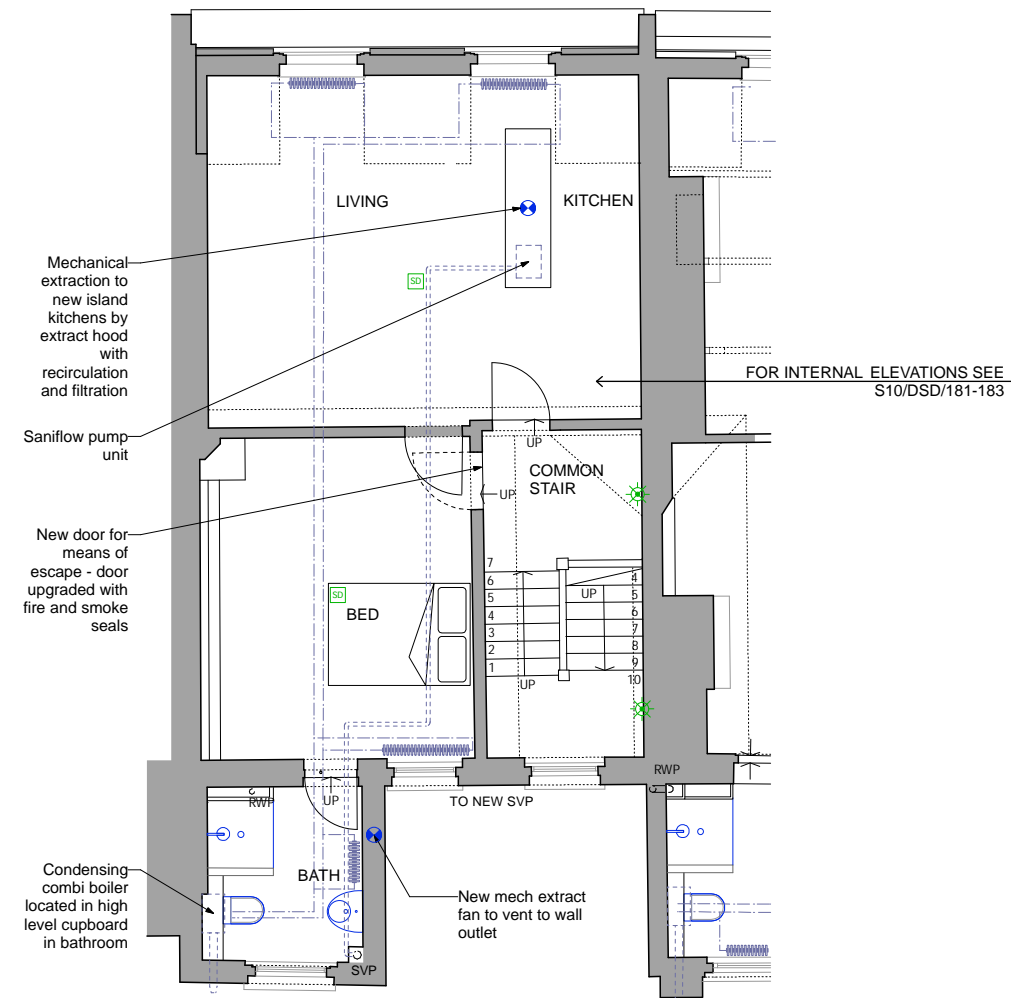 LIVING
KITCHEN
Mechanical
extraction to
new island
kitchens by
extract hood
with
recirculation
and filtration
SD
FOR INTERNAL ELEVATIONS SEE
S10/DSD/181-183
Saniflow pump
unit
UP
COMMON
STAIR
UP
New door for
means of
escape - door
upgraded with
fire and smoke
seals
7
6
5
4
3
2
1
UP
4
5
6
7
8
9
10
UP
SD
BED
RWP
RWP
UP
TO NEW SVP
BATH
Condensing
combi boiler
located in high
level cupboard
in bathroom
New mech extract
fan to vent to wall
outlet
SVP